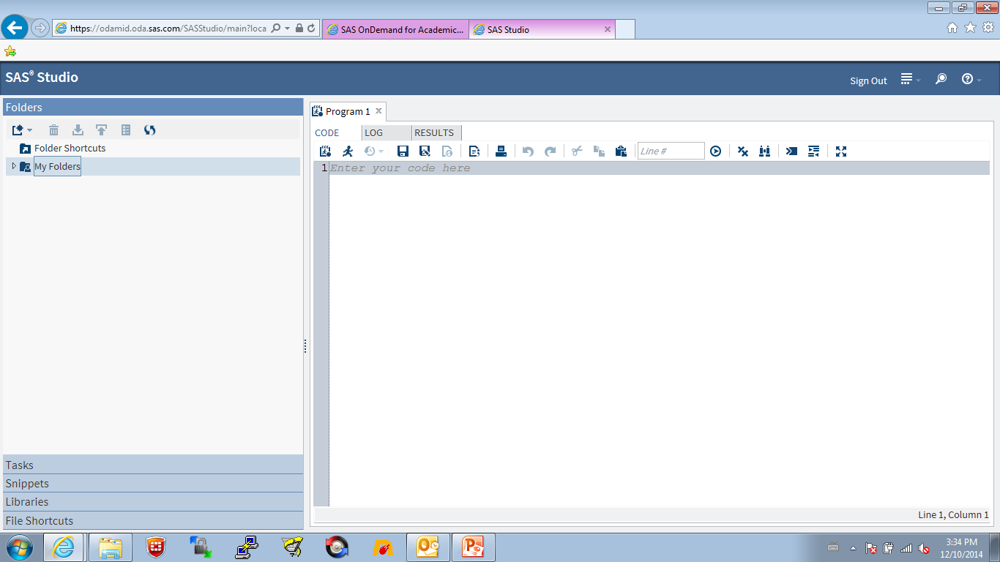 https://odamid.oda.sas.com/SASStudio/main?loca
SAS OnDemand for Academic...
SAS Studio
SAS® Studio
Sign Out
Folders
Folder Shortcuts
My Folders
Tasks
Snippets
Libraries
File Shortcuts
Program 1
CODE
LOG
RESULTS
Line #
1
Enter your code here
Line 1, Column 1
3:34 PM
12/10/2014